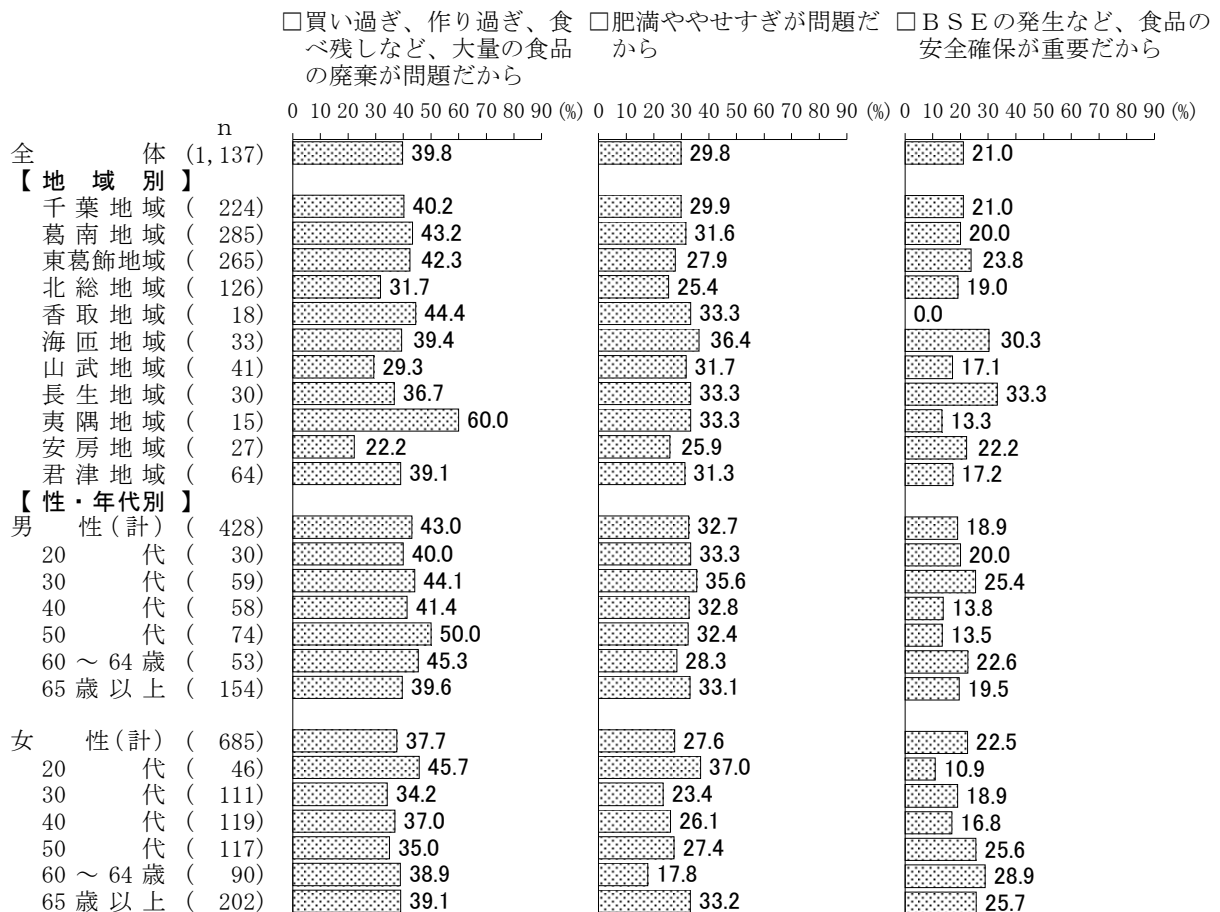 □買い過ぎ、作り過ぎ、食べ残しなど、大量の食品の廃棄が問題だから
□肥満ややせすぎが問題だから
□ＢＳＥの発生など、食品の安全確保が重要だから
0 10 20 30 40 50 60 70 80 90 (%) 0 10 20 30 40 50 60 70 80 90 (%) 0 10 20 30 40 50 60 70 80 90 (%)
n
全体 (1,137) 39.8 29.8 21.0
【地域別】
千葉地域 ( 224) 40.2 29.9 21.0
葛南地域 ( 285) 43.2 31.6 20.0
東葛飾地域 ( 265) 42.3 27.9 23.8
北総地域 ( 126) 31.7 25.4 19.0
香取地域 ( 18) 44.4 33.3 0.0
海匝地域 ( 33) 39.4 36.4 30.3
山武地域 ( 41) 29.3 31.7 17.1
長生地域 ( 30) 36.7 33.3 33.3
夷隅地域 ( 15) 60.0 33.3 13.3
安房地域 ( 27) 22.2 25.9 22.2
君津地域 ( 64) 39.1 31.3 17.2
【性・年代別】
男性(計) ( 428) 43.0 32.7 18.9
20代 ( 30) 40.0 33.3 20.0
30代 ( 59) 44.1 35.6 25.4
40代 ( 58) 41.4 32.8 13.8
50代 ( 74) 50.0 32.4 13.5
60～64歳 ( 53) 45.3 28.3 22.6
65歳以上 ( 154) 39.6 33.1 19.5
女性(計) ( 685) 37.7 27.6 22.5
20代 ( 46) 45.7 37.0 10.9
30代 ( 111) 34.2 23.4 18.9
40代 ( 119) 37.0 26.1 16.8
50代 ( 117) 35.0 27.4 25.6
60～64歳 ( 90) 38.9 17.8 28.9
65歳以上 ( 202) 39.1 33.2 25.7